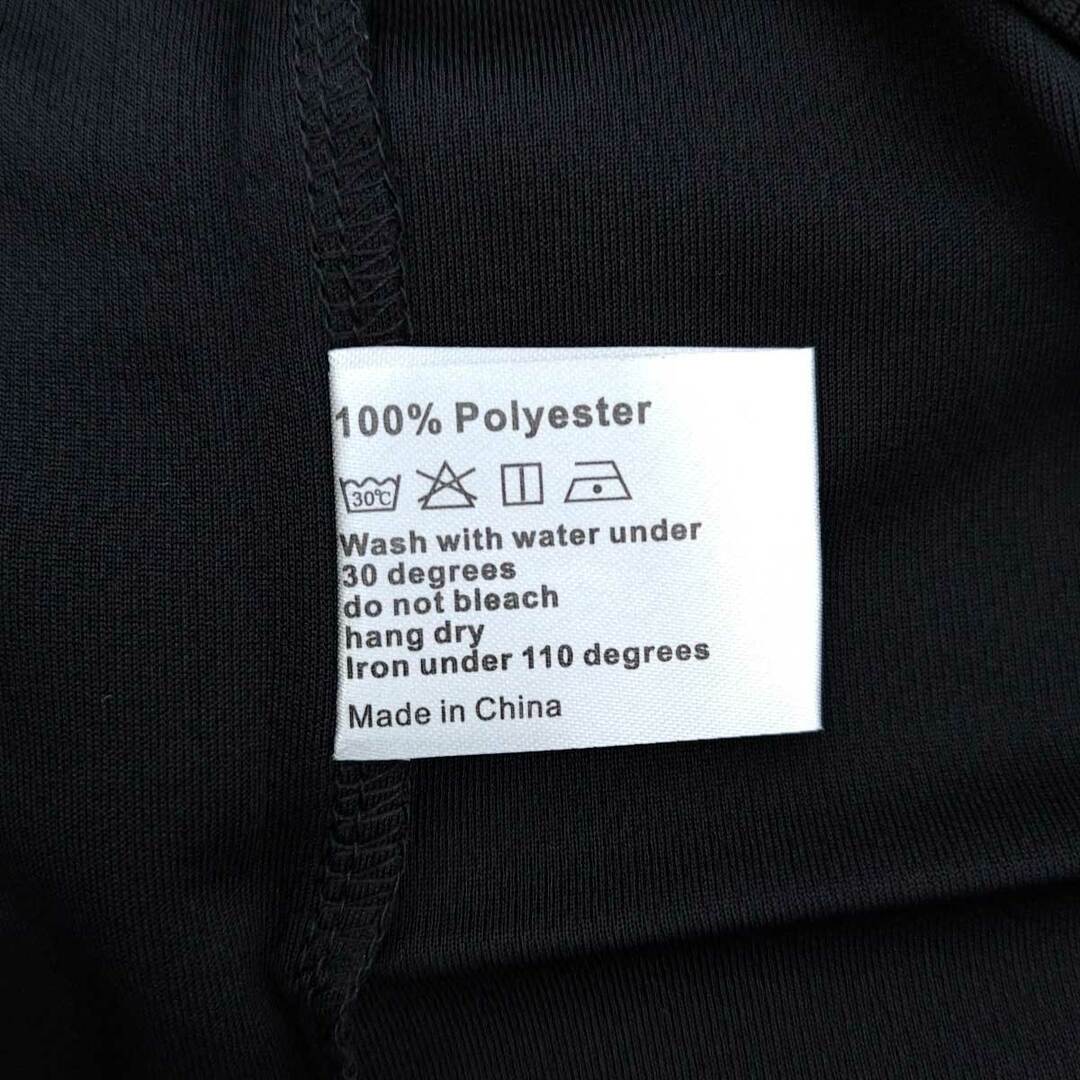 100% Polyester
30°C
Wash with water under
30 degrees
do not bleach
hang dry
Iron under 110 degrees
Made in China